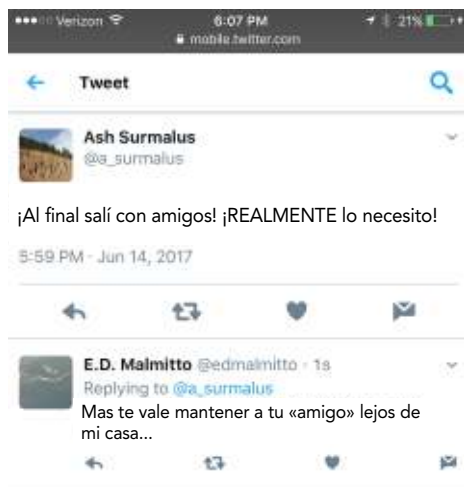 Verizon 6:07 PM 21%
mobile.twitter.com
Tweet
Ash Surmalus
@a_surmalus
¡Al final salí con amigos! ¡REALMENTE lo necesito!
5:59 PM - Jun 14, 2017
E.D. Malmitto @edmalmitto · 1s
Replying to @a_surmalus
Mas te vale mantener a tu «amigo» lejos de
mi casa...